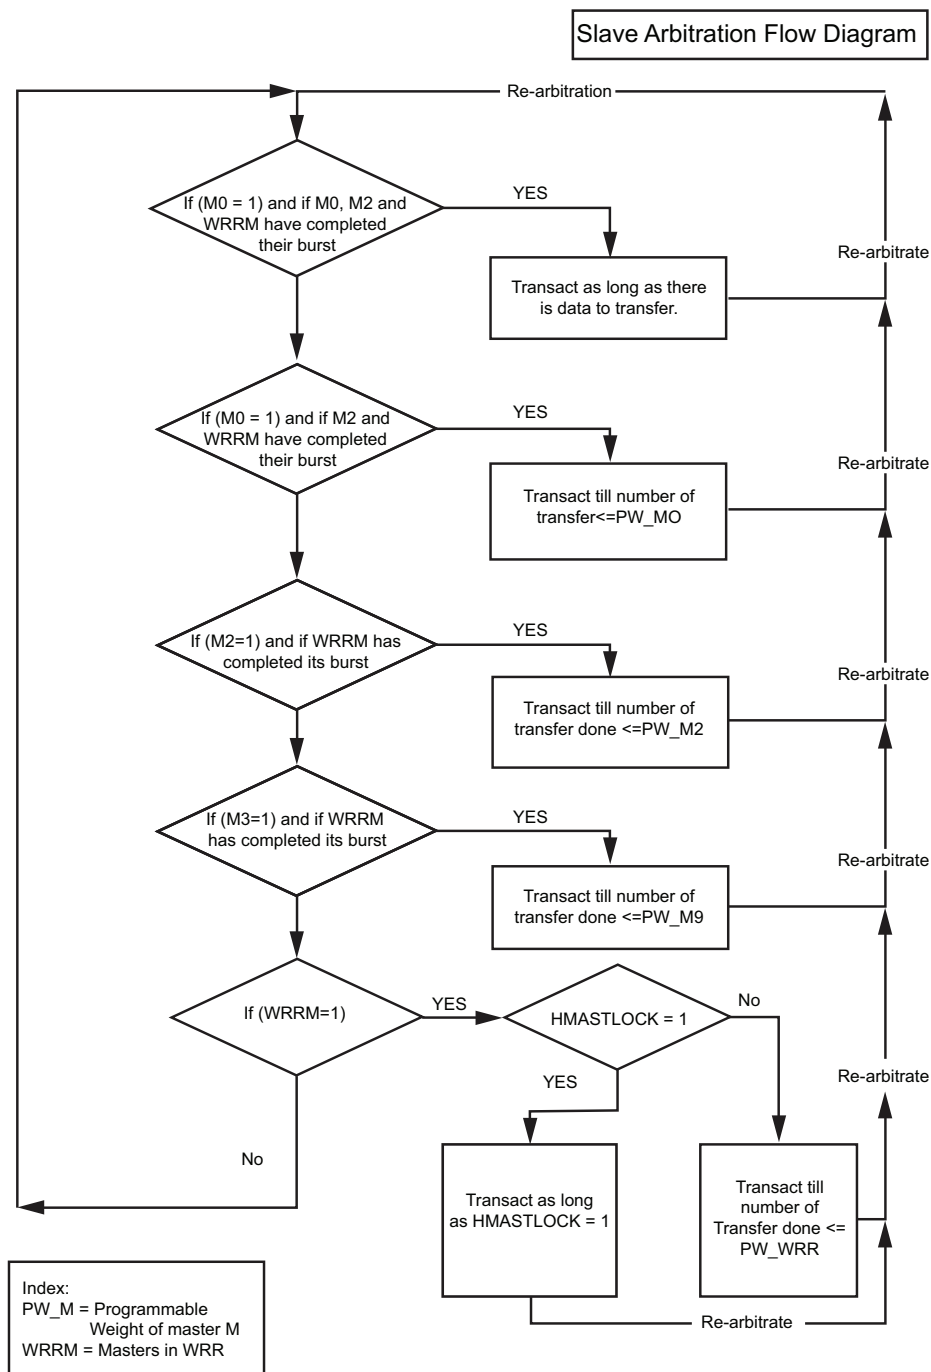 Slave Arbitration Flow Diagram
Re-arbitration
If (M0 = 1) and if M0, M2 and
WRRM have completed
their burst
YES
Transact as long as there
is data to transfer.
Re-arbitrate
If (M0 = 1) and if M2 and
WRRM have completed
their burst
YES
Transact till number of
transfer<=PW_MO
Re-arbitrate
If (M2=1) and if WRRM has
completed its burst
YES
Transact till number of
transfer done <=PW_M2
Re-arbitrate
If (M3=1) and if WRRM
has completed its burst
YES
Transact till number of
transfer done <=PW_M9
Re-arbitrate
If (WRRM=1)
YES
HMASTLOCK = 1
No
YES
Re-arbitrate
No
Transact as long
as HMASTLOCK = 1
Transact till
number of
Transfer done <=
PW_WRR
Re-arbitrate
Index:
PW_M = Programmable
Weight of master M
WRRM = Masters in WRR